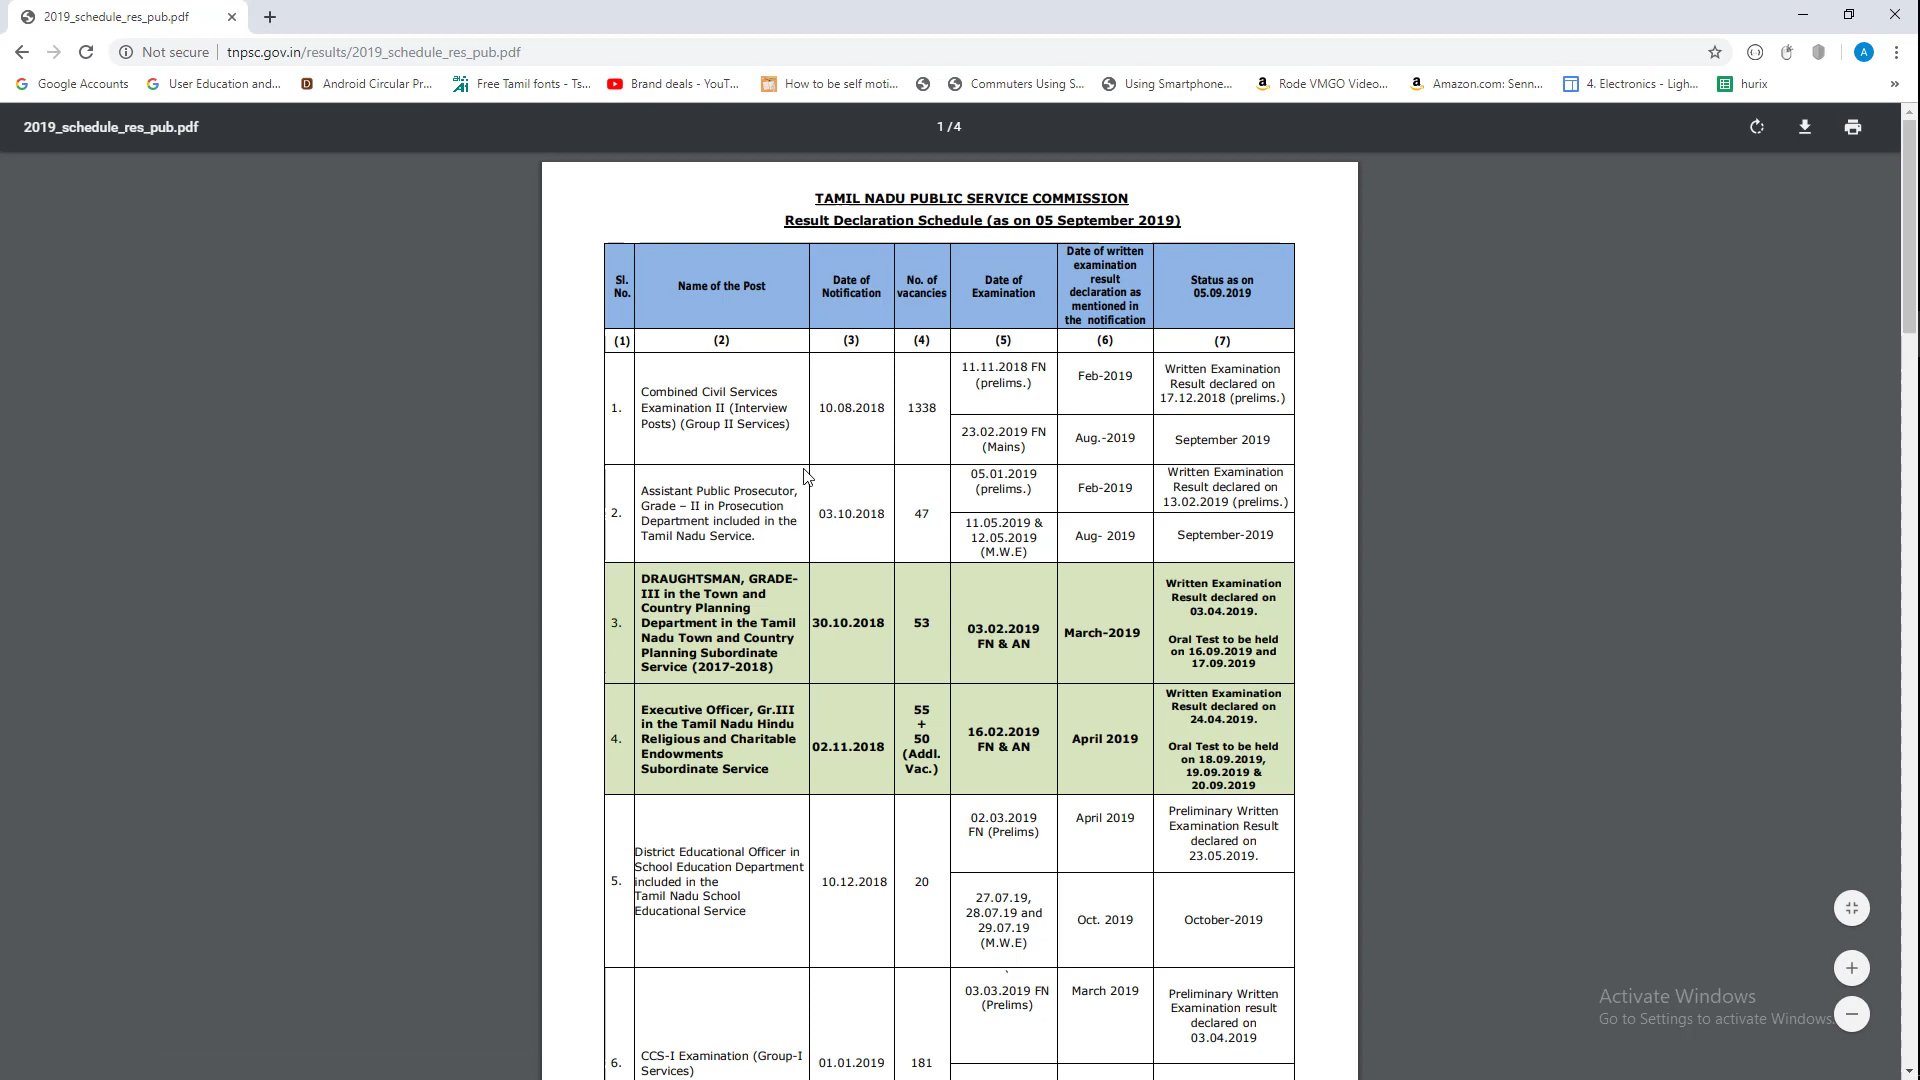 2019_schedule_res_pub.pdf
Not secure
tnpsc.gov.in/results/2019_schedule_res_pub.pdf
A
Google Accounts
User Education and...
Android Circular Pr...
Free Tamil fonts - Ts...
Brand deals - YouT...
How to be self moti...
Commuters Using S...
Using Smartphone...
Rode VMGO Video...
Amazon.com: Senn...
4. Electronics - Ligh...
hurix
»
2019_schedule_res_pub.pdf
1 / 4
TAMIL NADU PUBLIC SERVICE COMMISSION
Result Declaration Schedule (as on 05 September 2019)
Sl.
No.
Name of the Post
Date of
Notification
No. of
vacancies
Date of
Examination
Date of written
examination
result
declaration as
mentioned in
the notification
Status as on
05.09.2019
(1)
(2)
(3)
(4)
(5)
(6)
(7)
1.
Combined Civil Services
Examination II (Interview
Posts) (Group II Services)
10.08.2018
1338
11.11.2018 FN
(prelims.)
Feb-2019
Written Examination
Result declared on
17.12.2018 (prelims.)
23.02.2019 FN
(Mains)
Aug.-2019
September 2019
2.
Assistant Public Prosecutor,
Grade – II in Prosecution
Department included in the
Tamil Nadu Service.
03.10.2018
47
05.01.2019
(prelims.)
Feb-2019
Written Examination
Result declared on
13.02.2019 (prelims.)
11.05.2019 &
12.05.2019
(M.W.E)
Aug- 2019
September-2019
3.
DRAUGHTSMAN, GRADE-
III in the Town and
Country Planning
Department in the Tamil
Nadu Town and Country
Planning Subordinate
Service (2017-2018)
30.10.2018
53
03.02.2019
FN & AN
March-2019
Written Examination
Result declared on
03.04.2019.
Oral Test to be held
on 16.09.2019 and
17.09.2019
4.
Executive Officer, Gr.III
in the Tamil Nadu Hindu
Religious and Charitable
Endowments
Subordinate Service
02.11.2018
55
+
50
(Addl.
Vac.)
16.02.2019
FN & AN
April 2019
Written Examination
Result declared on
24.04.2019.
Oral Test to be held
on 18.09.2019,
19.09.2019 &
20.09.2019
5.
District Educational Officer in
School Education Department
included in the
Tamil Nadu School
Educational Service
10.12.2018
20
02.03.2019
FN (Prelims)
April 2019
Preliminary Written
Examination Result
declared on
23.05.2019.
27.07.19,
28.07.19 and
29.07.19
(M.W.E)
Oct. 2019
October-2019
6.
CCS-I Examination (Group-I
Services)
01.01.2019
181
03.03.2019 FN
(Prelims)
March 2019
Preliminary Written
Examination result
declared on
03.04.2019
Activate Windows
Go to Settings to activate Windows.